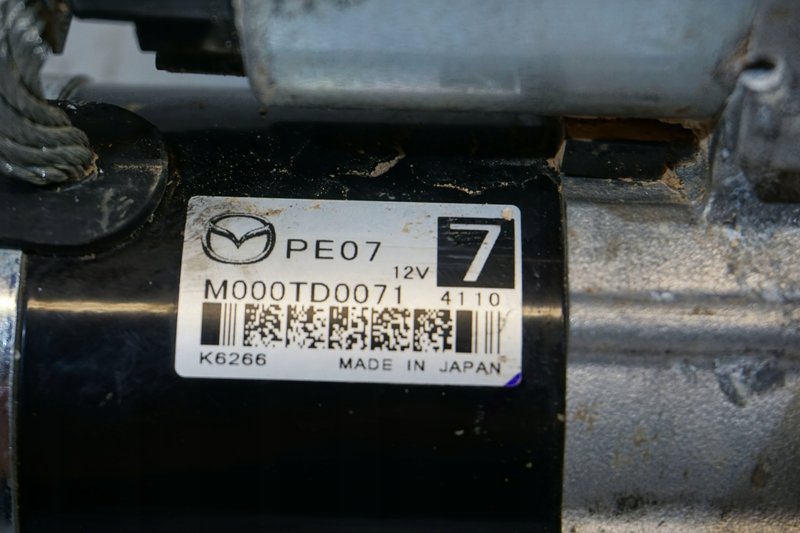 PE07
7
12V
M000TD0071 4110
K6266 MADE IN JAPAN